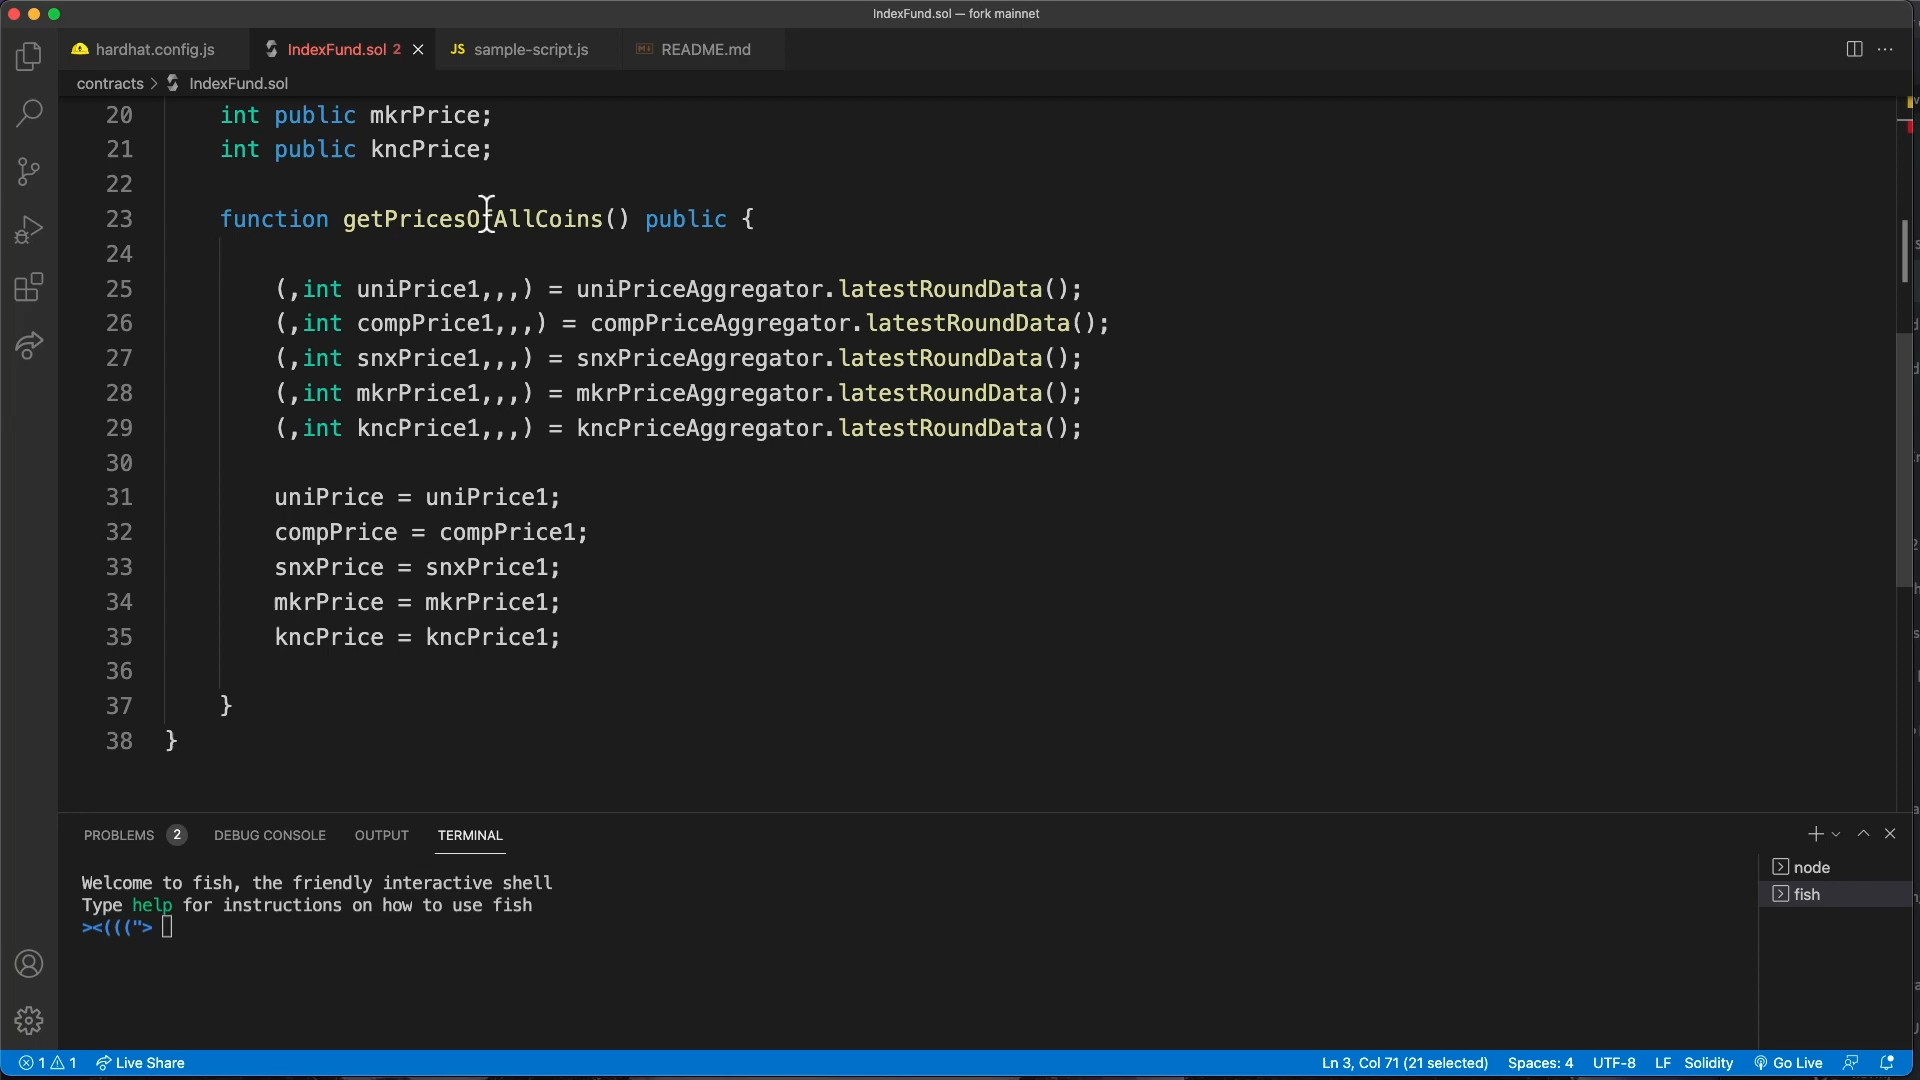 IndexFund.sol — fork mainnet
hardhat.config.js
IndexFund.sol 2
JS sample-script.js
README.md
contracts > IndexFund.sol
20 int public mkrPrice;
21 int public kncPrice;
22
23 function getPricesOfAllCoins() public {
24
25 (,int uniPrice1,,,) = uniPriceAggregator.latestRoundData();
26 (,int compPrice1,,,) = compPriceAggregator.latestRoundData();
27 (,int snxPrice1,,,) = snxPriceAggregator.latestRoundData();
28 (,int mkrPrice1,,,) = mkrPriceAggregator.latestRoundData();
29 (,int kncPrice1,,,) = kncPriceAggregator.latestRoundData();
30
31 uniPrice = uniPrice1;
32 compPrice = compPrice1;
33 snxPrice = snxPrice1;
34 mkrPrice = mkrPrice1;
35 kncPrice = kncPrice1;
36
37 }
38 }
PROBLEMS 2 DEBUG CONSOLE OUTPUT TERMINAL
Welcome to fish, the friendly interactive shell
Type help for instructions on how to use fish
><((("> 
node
fish
1 1 Live Share Ln 3, Col 71 (21 selected) Spaces: 4 UTF-8 LF Solidity Go Live